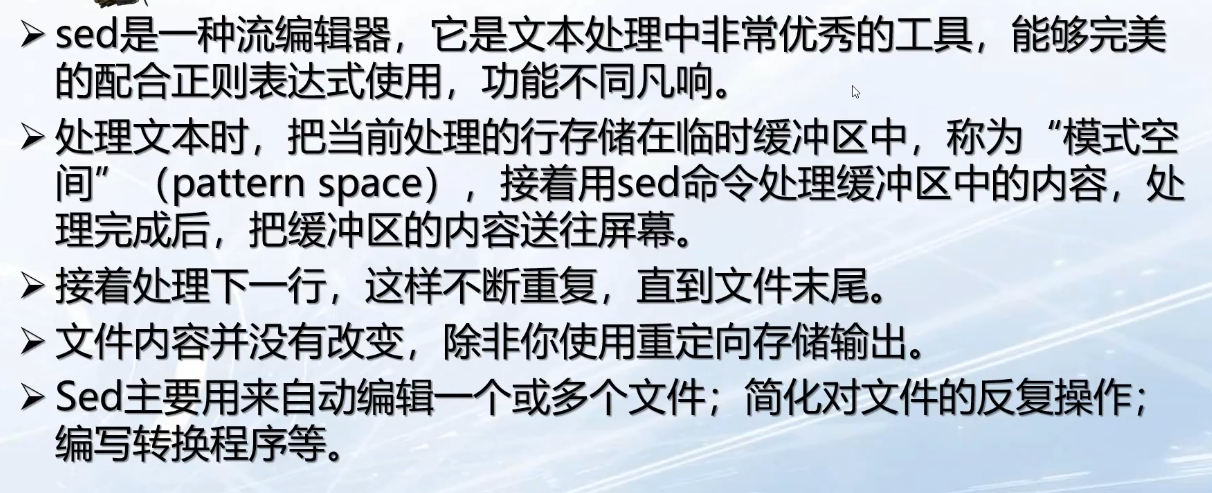 ➢ sed是一种流编辑器，它是文本处理中非常优秀的工具，能够完美
的配合正则表达式使用，功能不同凡响。
➢ 处理文本时，把当前处理的行存储在临时缓冲区中，称为“模式空
间”（pattern space），接着用sed命令处理缓冲区中的内容，处
理完成后，把缓冲区的内容送往屏幕。
➢ 接着处理下一行，这样不断重复，直到文件末尾。
➢ 文件内容并没有改变，除非你使用重定向存储输出。
➢ Sed主要用来自动编辑一个或多个文件；简化对文件的反复操作；
编写转换程序等。